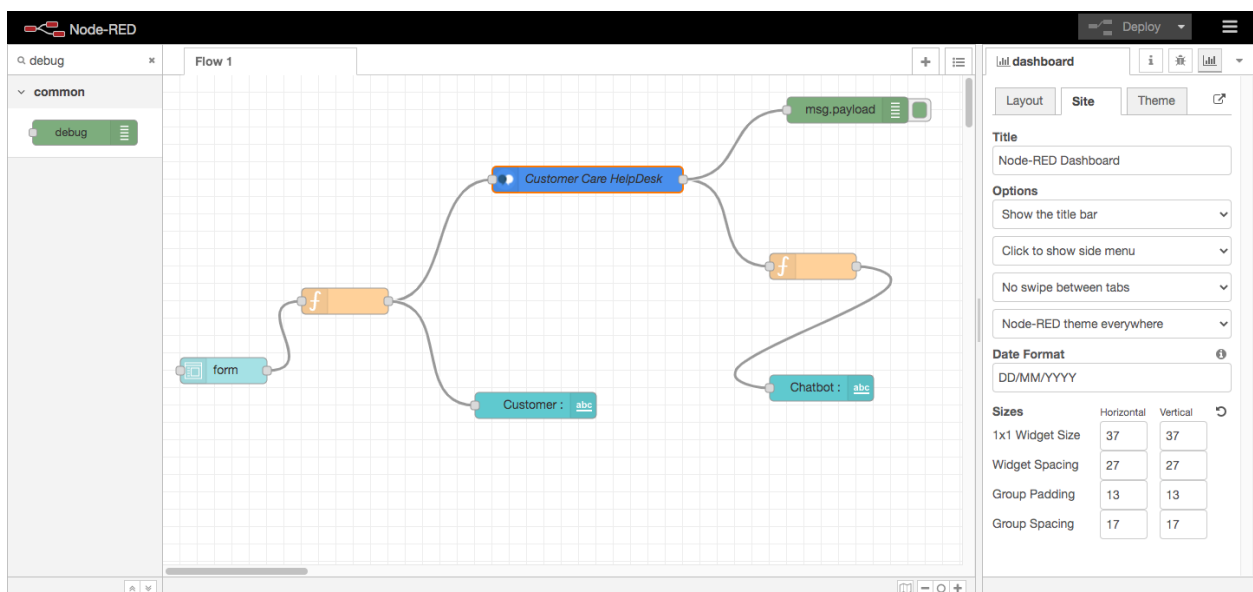 Node-RED
Deploy
debug
Flow 1
dashboard
i
common
debug
msg.payload
Layout
Site
Theme
Title
Node-RED Dashboard
Customer Care HelpDesk
Options
Show the title bar
Click to show side menu
f
No swipe between tabs
f
Node-RED theme everywhere
Date Format
form
DD/MM/YYYY
Chatbot : abc
Customer : abc
Sizes Horizontal Vertical
1x1 Widget Size 37 37
Widget Spacing 27 27
Group Padding 13 13
Group Spacing 17 17